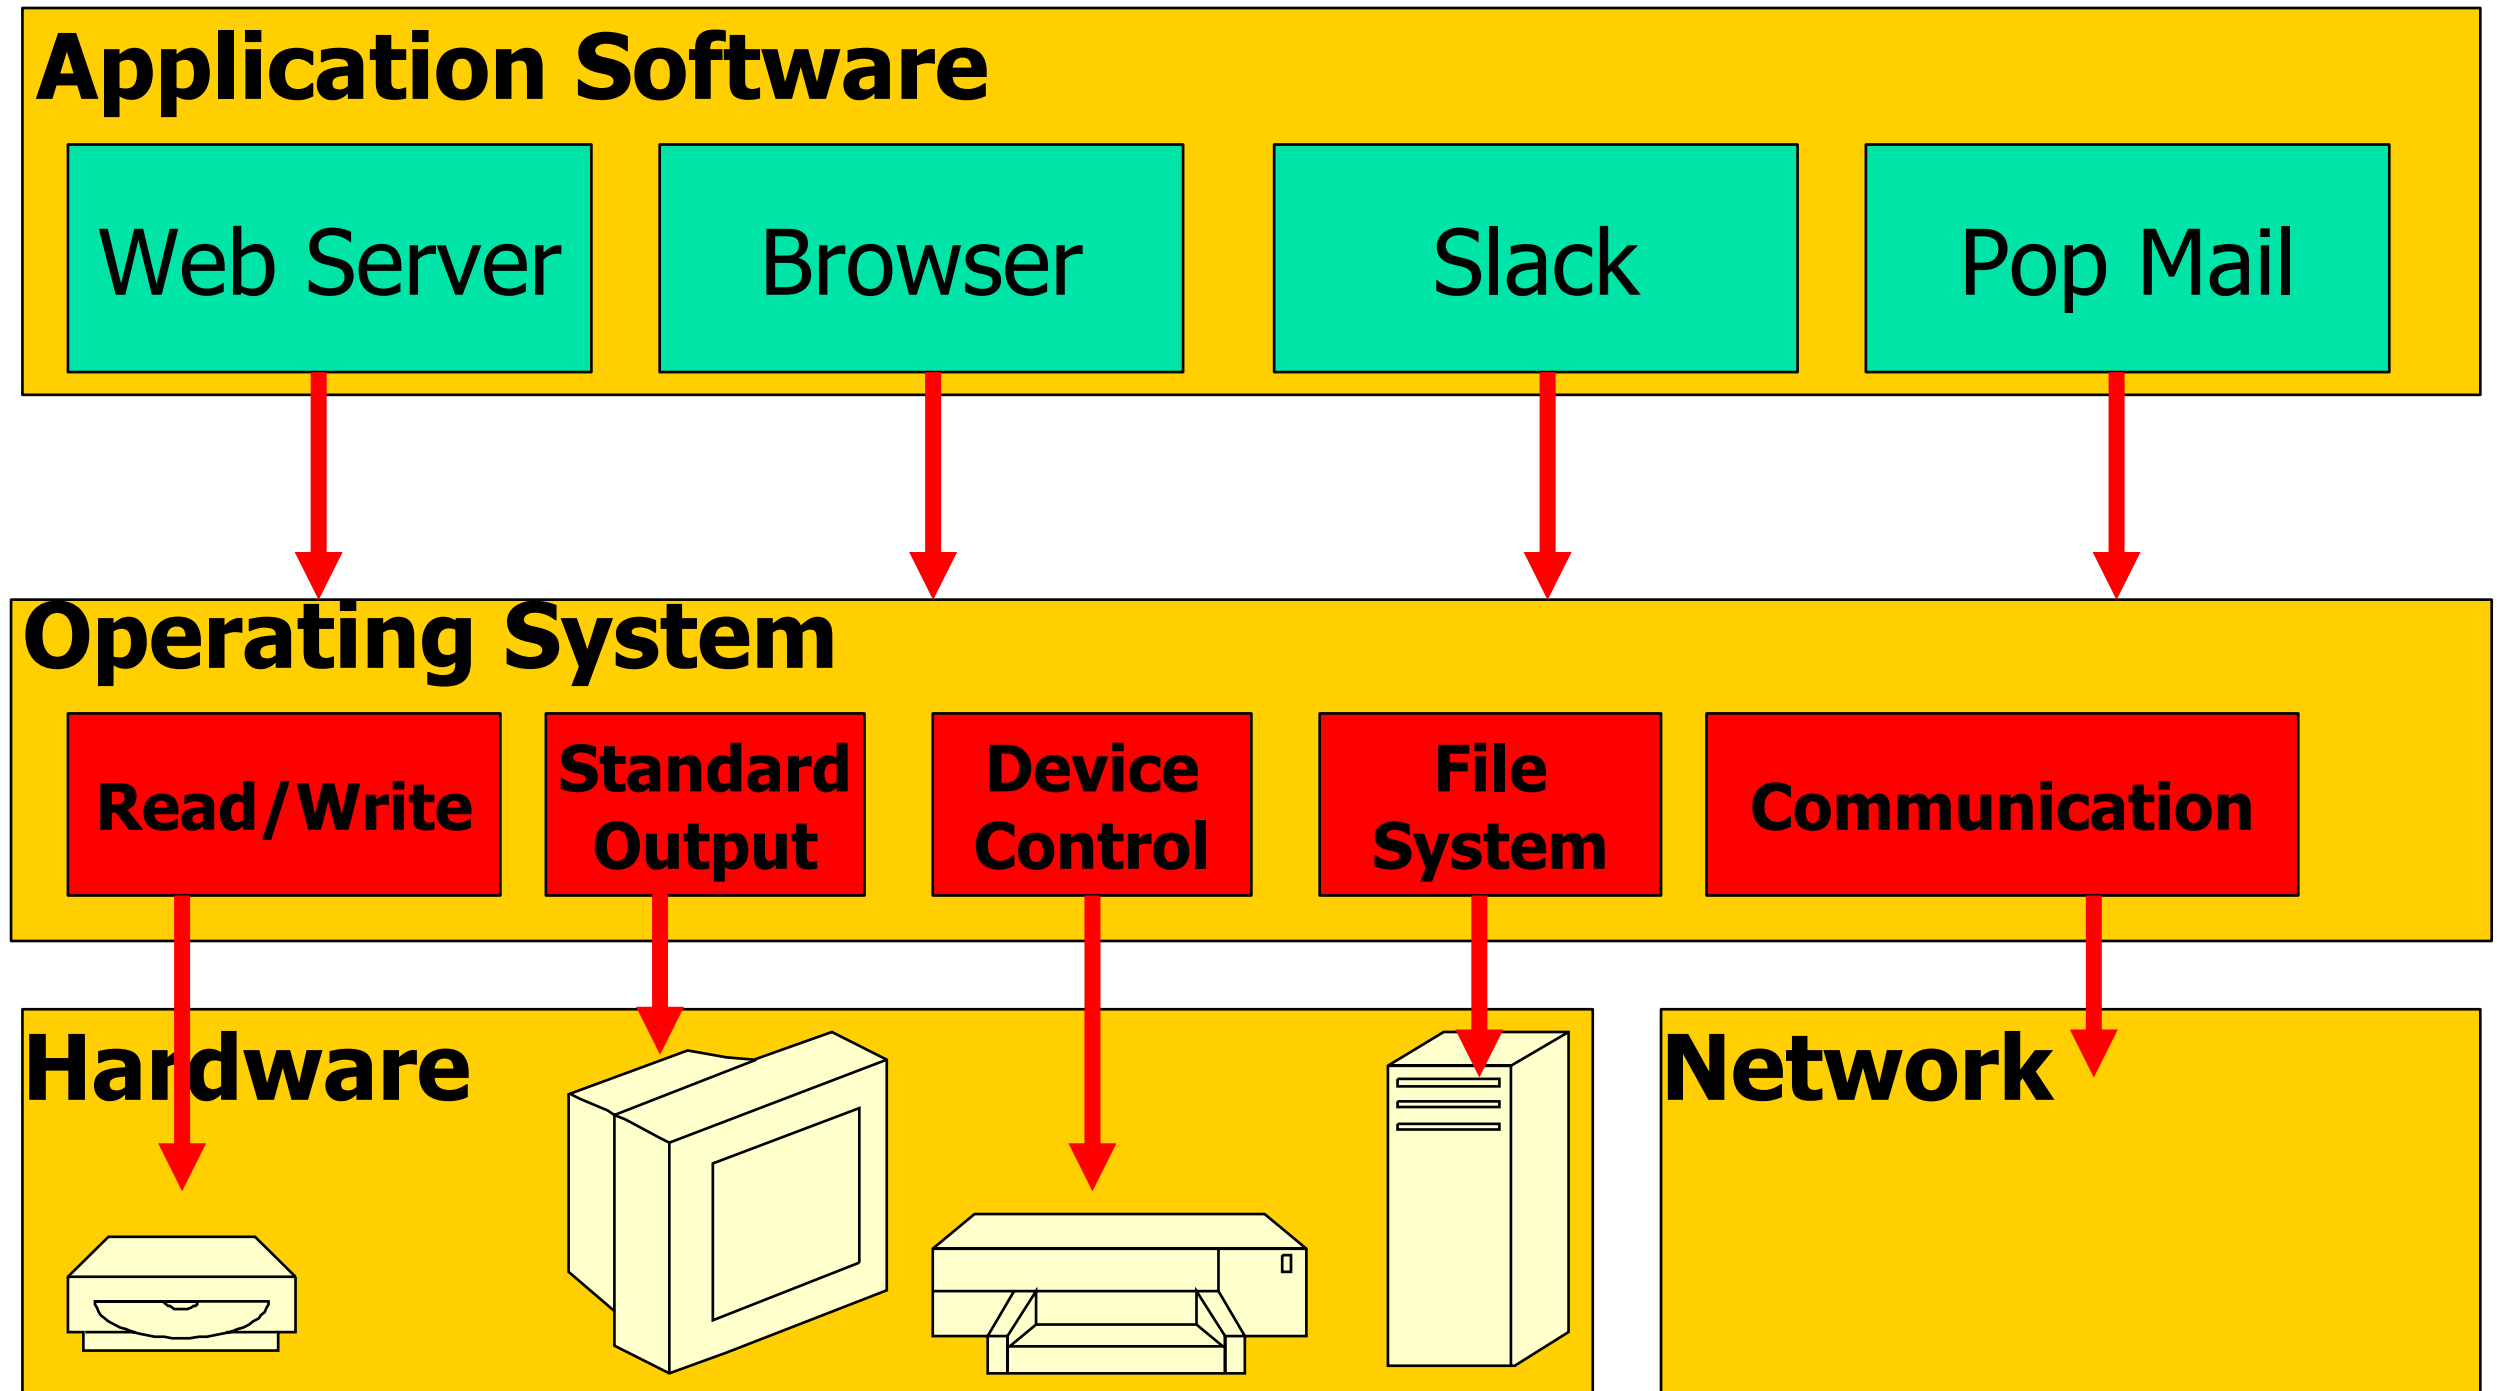 Application Software
Web Server
Browser
Slack
Pop Mail
Operating System
Read/Write
Standard
Output
Device
Control
File
System
Communication
Hardware
Network